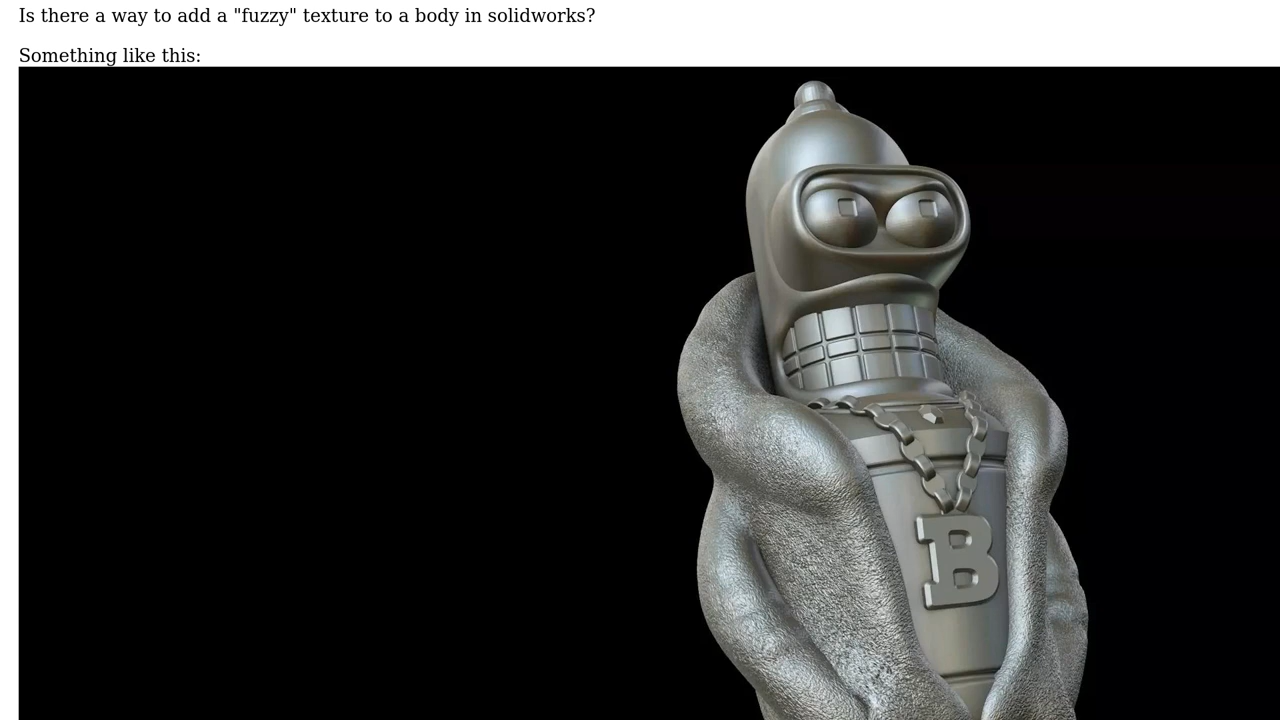 Is there a way to add a "fuzzy" texture to a body in solidworks?
Something like this:
B